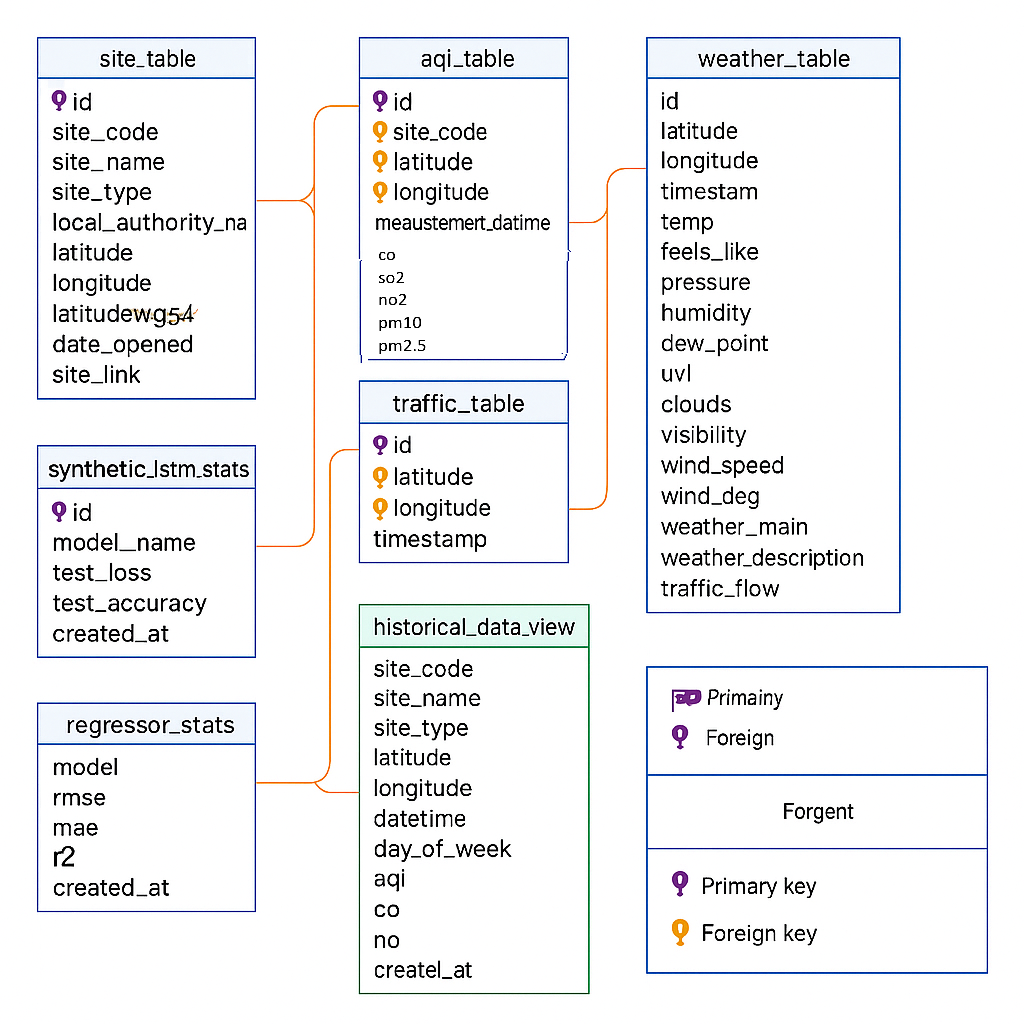 site_table
id
site_code
site_name
site_type
local_authority_na
latitude
longitude
latitudewg54
date_opened
site_link
synthetic_lstm_stats
id
model_name
test_loss
test_accuracy
created_at
regressor_stats
model
rmse
mae
r2
created_at
aqi_table
id
site_code
latitude
longitude
meaustemert_datime
co
so2
no2
pm10
pm2.5
traffic_table
id
latitude
longitude
timestamp
historical_data_view
site_code
site_name
site_type
latitude
longitude
datetime
day_of_week
aqi
co
no
createl_at
weather_table
id
latitude
longitude
timestam
temp
feels_like
pressure
humidity
dew_point
uvl
clouds
visibility
wind_speed
wind_deg
weather_main
weather_description
traffic_flow
Primainy
Foreign
Forgent
Primary key
Foreign key